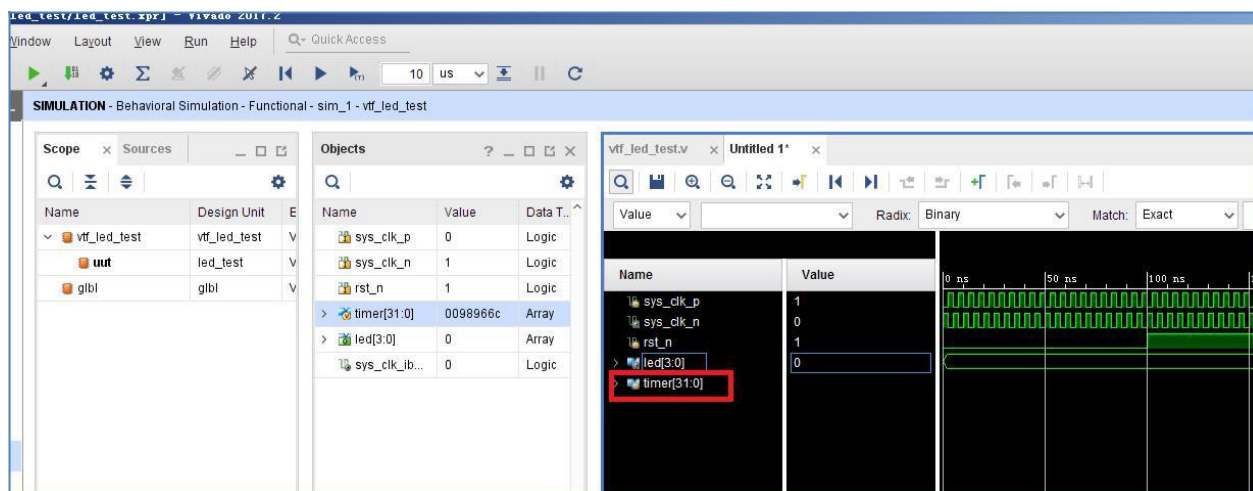 led_test/led_test.xpr] - Vivado 2017.2
Window Layout View Run Help Quick Access
10 us
SIMULATION - Behavioral Simulation - Functional - sim_1 - vtf_led_test
Scope Sources
Name Design Unit
vtf_led_test vtf_led_test
uut led_test
glbl glbl
Objects
Name Value Data T..
sys_clk_p 0 Logic
sys_clk_n 1 Logic
rst_n 1 Logic
timer[31:0] 0098966c Array
led[3:0] 0 Array
sys_clk_ib... 0 Logic
vtf_led_test.v Untitled 1*
Value Radix: Binary Match: Exact
Name Value
0 ns 50 ns 100 ns
sys_clk_p 1
sys_clk_n 0
rst_n 1
led[3:0] 0
timer[31:0]